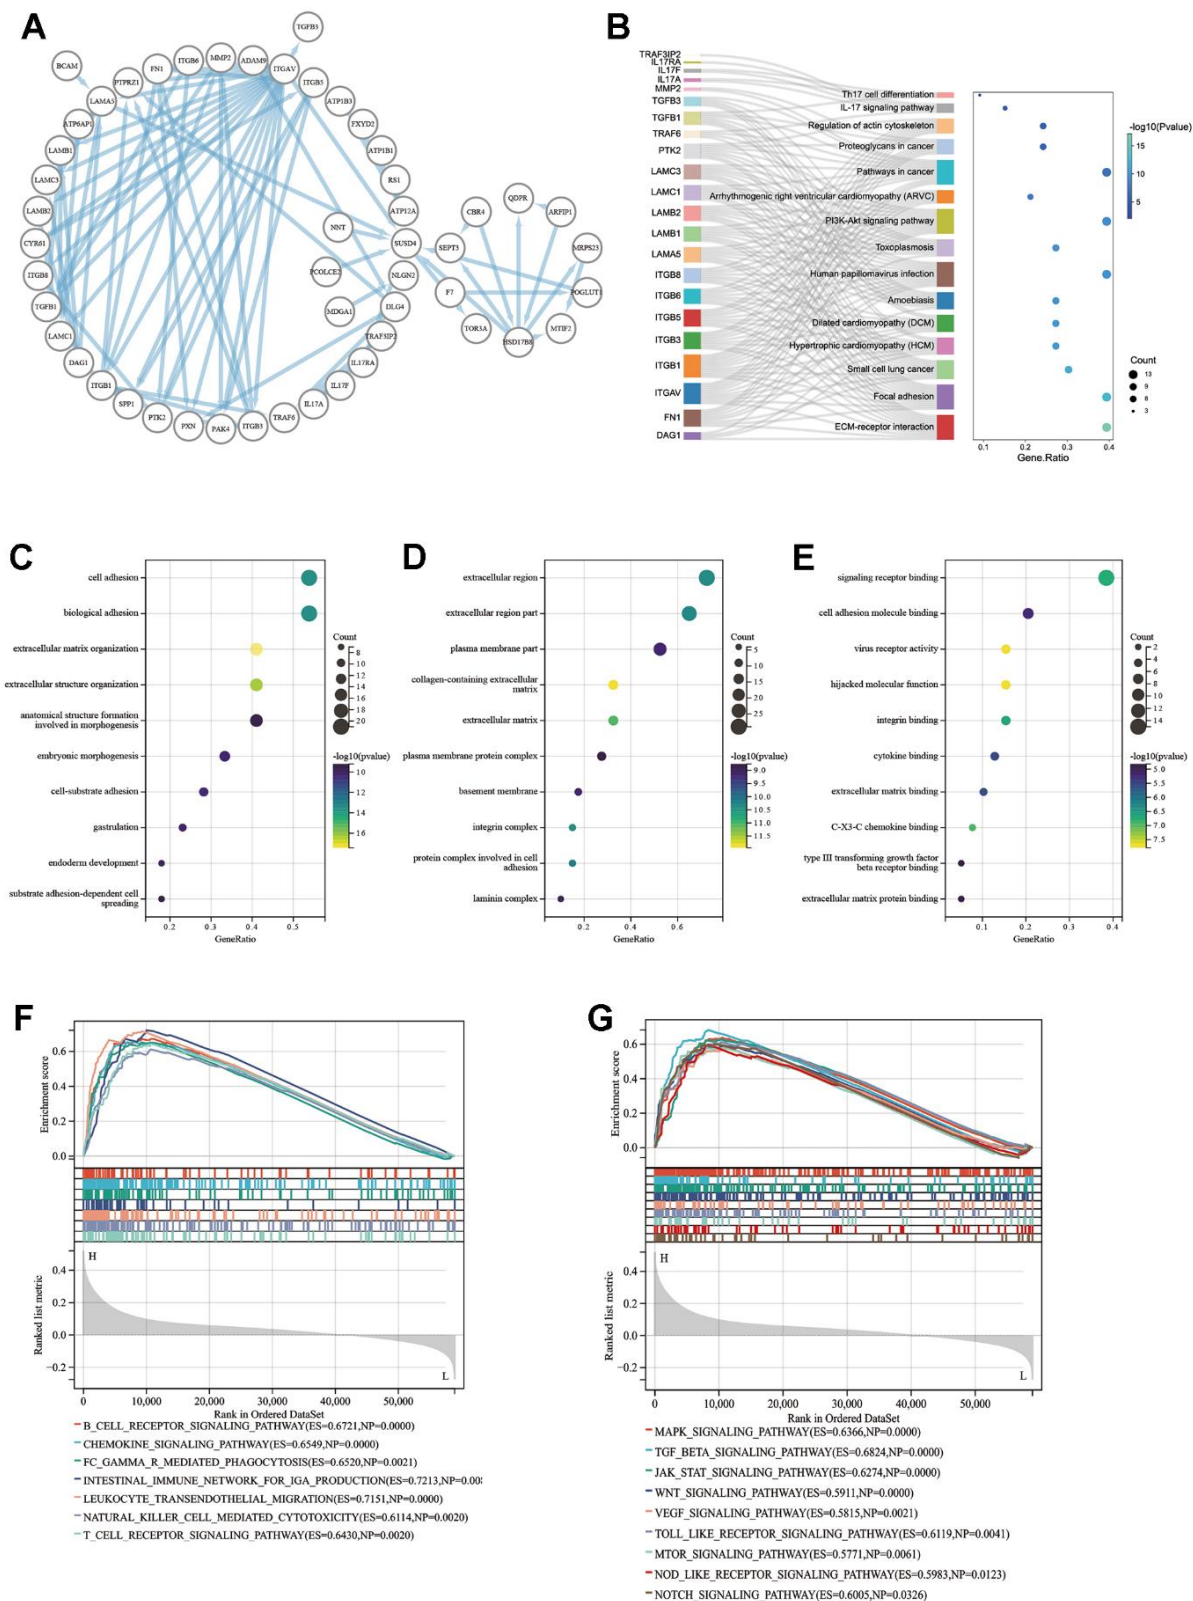 A
TGFB3
BCAM
PTPRZ1
FN1
ITGB6
MMP2
ADAM9
ITGAV
ITGB5
LAMA5
ATP1B3
ATP6AP1
FXYD2
LAMB1
ATP1B1
LAMC3
RS1
LAMB2
ATP12A
CYR61
NNT
SUSD4
ITGB8
PCOLCE2
NLGN2
TGFB1
MDGA1
DLG4
LAMC1
TRAF3IP2
DAG1
IL17RA
ITGB1
IL17F
SPP1
IL17A
PTK2
TRAF6
PXN
PAK4
ITGB3
QDPR
CBR4
ARFIP1
SEPT3
MRPS23
F7
POGLUT1
TOR3A
MTIF2
HSD17B8
B
TRAF3IP2
IL17RA
IL17F
IL17A
MMP2
TGFB3
TGFB1
TRAF6
PTK2
LAMC3
LAMC1
LAMB2
LAMB1
LAMA5
ITGB8
ITGB6
ITGB5
ITGB3
ITGB1
ITGAV
FN1
DAG1
Th17 cell differentiation
IL-17 signaling pathway
Regulation of actin cytoskeleton
Proteoglycans in cancer
Pathways in cancer
Arrhythmogenic right ventricular cardiomyopathy (ARVC)
PI3K-Akt signaling pathway
Toxoplasmosis
Human papillomavirus infection
Amoebiasis
Dilated cardiomyopathy (DCM)
Hypertrophic cardiomyopathy (HCM)
Small cell lung cancer
Focal adhesion
ECM-receptor interaction
0.1 0.2 0.3 0.4
Gene.Ratio
-log10(Pvalue)
15
10
5
Count
13
9
6
3
C
cell adhesion
biological adhesion
extracellular matrix organization
extracellular structure organization
anatomical structure formation
involved in morphogenesis
embryonic morphogenesis
cell-substrate adhesion
gastrulation
endoderm development
substrate adhesion-dependent cell
spreading
0.2 0.3 0.4 0.5
GeneRatio
Count
8
10
12
14
16
18
20
-log10(pvalue)
10
12
14
16
D
extracellular region
extracellular region part
plasma membrane part
collagen-containing extracellular
matrix
extracellular matrix
plasma membrane protein complex
basement membrane
integrin complex
protein complex involved in cell
adhesion
laminin complex
0.2 0.4 0.6
GeneRatio
Count
5
10
15
20
25
-log10(pvalue)
9.0
9.5
10.0
10.5
11.0
11.5
E
signaling receptor binding
cell adhesion molecule binding
virus receptor activity
hijacked molecular function
integrin binding
cytokine binding
extracellular matrix binding
C-X3-C chemokine binding
type III transforming growth factor
beta receptor binding
extracellular matrix protein binding
0.1 0.2 0.3 0.4
GeneRatio
Count
2
4
6
8
10
12
14
-log10(pvalue)
5.0
5.5
6.0
6.5
7.0
7.5
F
Enrichment score
0.6
0.4
0.2
0.0
H
Ranked list metric
0.4
0.2
0.0
−0.2
L
0 10,000 20,000 30,000 40,000 50,000
Rank in Ordered DataSet
B_CELL_RECEPTOR_SIGNALING_PATHWAY(ES=0.6721,NP=0.0000)
CHEMOKINE_SIGNALING_PATHWAY(ES=0.6549,NP=0.0000)
FC_GAMMA_R_MEDIATED_PHAGOCYTOSIS(ES=0.6520,NP=0.0021)
INTESTINAL_IMMUNE_NETWORK_FOR_IGA_PRODUCTION(ES=0.7213,NP=0.00
LEUKOCYTE_TRANSENDOTHELIAL_MIGRATION(ES=0.7151,NP=0.0000)
NATURAL_KILLER_CELL_MEDIATED_CYTOTOXICITY(ES=0.6114,NP=0.0020)
T_CELL_RECEPTOR_SIGNALING_PATHWAY(ES=0.6430,NP=0.0020)
G
Enrichment score
0.6
0.4
0.2
0.0
H
Ranked list metric
0.4
0.2
0.0
−0.2
L
0 10,000 20,000 30,000 40,000 50,000
Rank in Ordered DataSet
MAPK_SIGNALING_PATHWAY(ES=0.6366,NP=0.0000)
TGF_BETA_SIGNALING_PATHWAY(ES=0.6824,NP=0.0000)
JAK_STAT_SIGNALING_PATHWAY(ES=0.6274,NP=0.0000)
WNT_SIGNALING_PATHWAY(ES=0.5911,NP=0.0000)
VEGF_SIGNALING_PATHWAY(ES=0.5815,NP=0.0021)
TOLL_LIKE_RECEPTOR_SIGNALING_PATHWAY(ES=0.6119,NP=0.0041)
MTOR_SIGNALING_PATHWAY(ES=0.5771,NP=0.0061)
NOD_LIKE_RECEPTOR_SIGNALING_PATHWAY(ES=0.5983,NP=0.0123)
NOTCH_SIGNALING_PATHWAY(ES=0.6005,NP=0.0326)